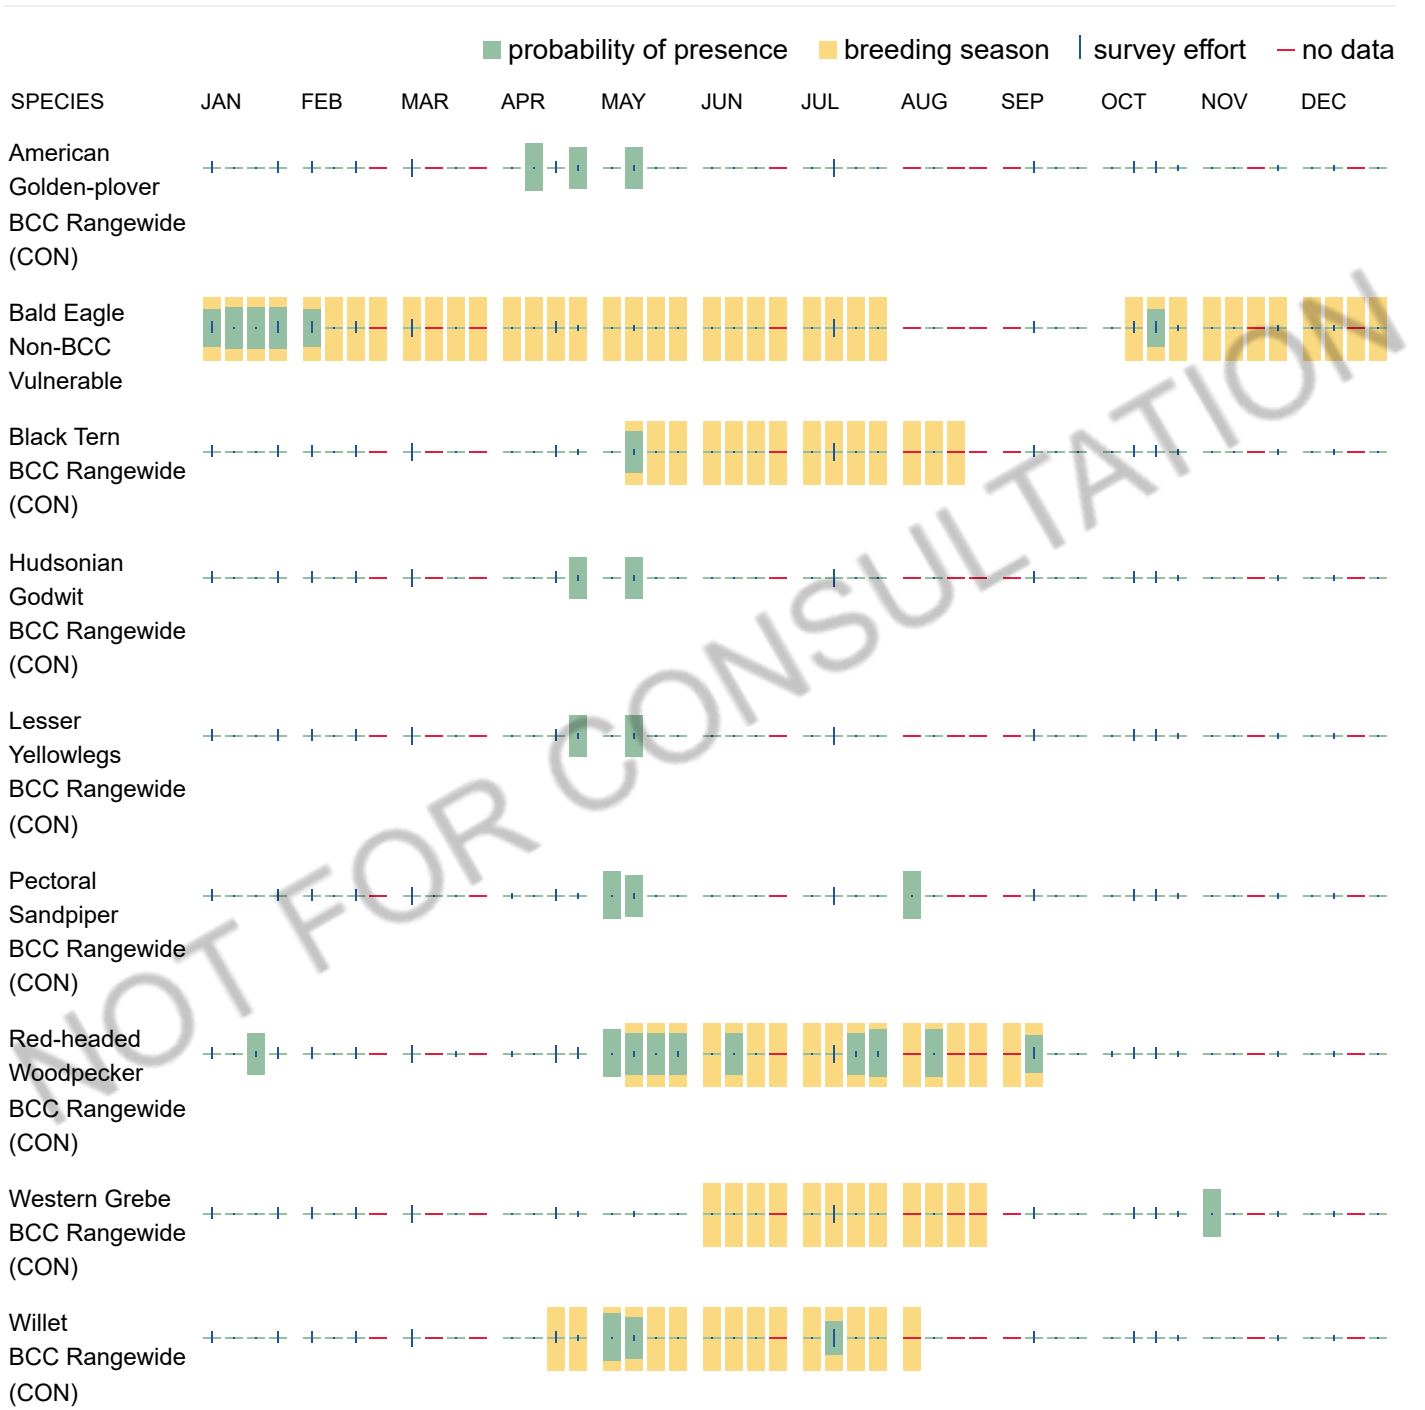 probability of presence breeding season survey effort no data
SPECIES JAN FEB MAR APR MAY JUN JUL AUG SEP OCT NOV DEC
American
Golden-plover
BCC Rangewide
(CON)
Bald Eagle
Non-BCC
Vulnerable
Black Tern
BCC Rangewide
(CON)
Hudsonian
Godwit
BCC Rangewide
(CON)
Lesser
Yellowlegs
BCC Rangewide
(CON)
Pectoral
Sandpiper
BCC Rangewide
(CON)
Red-headed
Woodpecker
BCC Rangewide
(CON)
Western Grebe
BCC Rangewide
(CON)
Willet
BCC Rangewide
(CON)
NOT FOR CONSULTATION